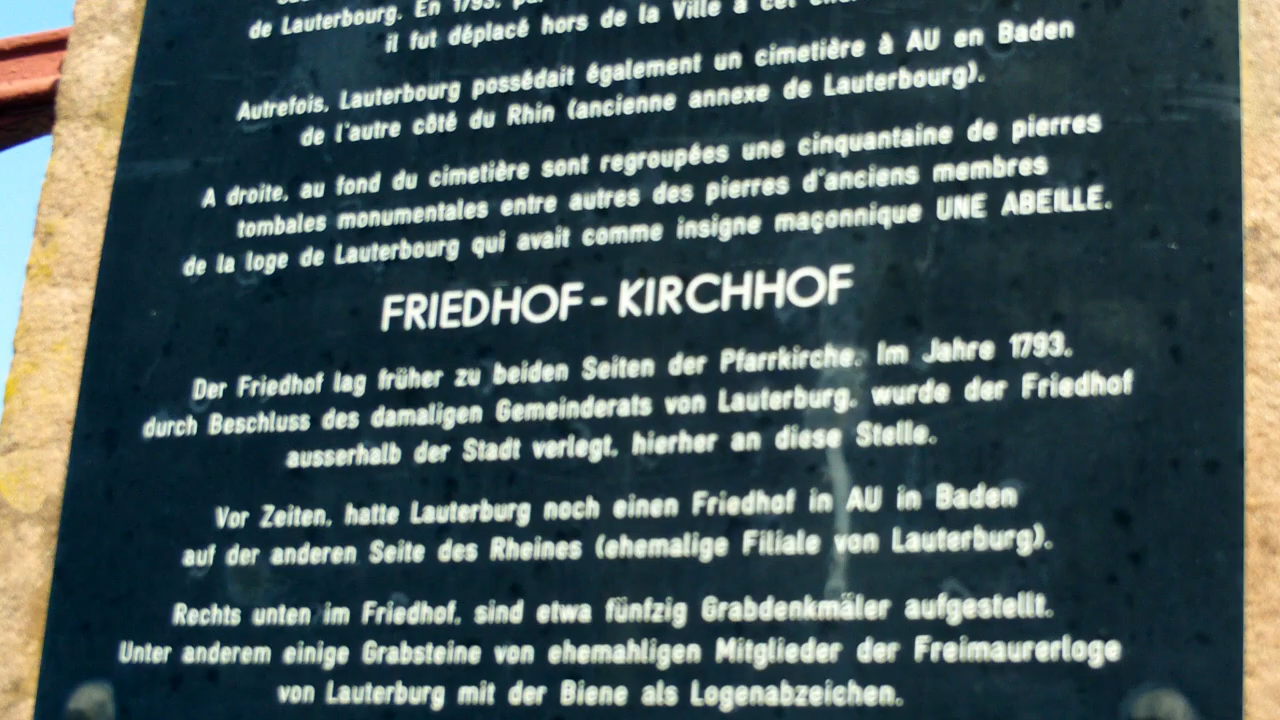 de Lauterbourg. En 1793,
il fut déplacé hors de la Ville à cet
Autrefois, Lauterbourg possédait également un cimetière à AU en Baden
de l'autre côté du Rhin (ancienne annexe de Lauterbourg).
A droite, au fond du cimetière sont regroupées une cinquantaine de pierres
tombales monumentales entre autres des pierres d'anciens membres
de la loge de Lauterbourg qui avait comme insigne maçonnique UNE ABEILLE.
FRIEDHOF - KIRCHHOF
Der Friedhof lag früher zu beiden Seiten der Pfarrkirche. Im Jahre 1793,
durch Beschluss des damaligen Gemeinderats von Lauterburg, wurde der Friedhof
ausserhalb der Stadt verlegt, hierher an diese Stelle.
Vor Zeiten, hatte Lauterburg noch einen Friedhof in AU in Baden
auf der anderen Seite des Rheines (ehemalige Filiale von Lauterburg).
Rechts unten im Friedhof, sind etwa fünfzig Grabdenkmäler aufgestellt.
Unter anderem einige Grabsteine von ehemahligen Mitglieder der Freimaurerloge
von Lauterburg mit der Biene als Logenabzeichen.